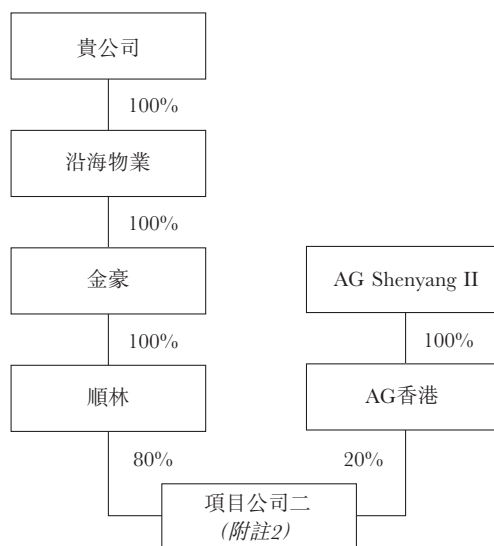 貴公司
100%
沿海物業
100%
金豪
AG Shenyang II
100%
100%
順林
AG香港
80%
20%
項目公司二
(附註2)